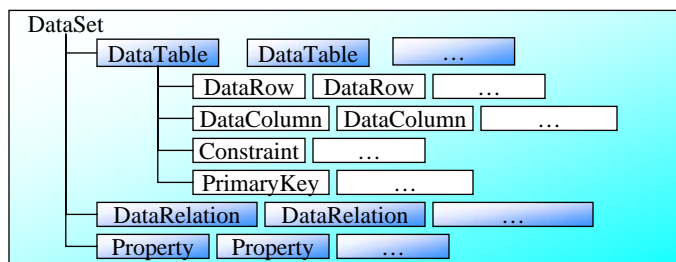 DataSet
DataTable DataTable …
DataRow DataRow …
DataColumn DataColumn …
Constraint …
PrimaryKey …
DataRelation DataRelation …
Property Property …